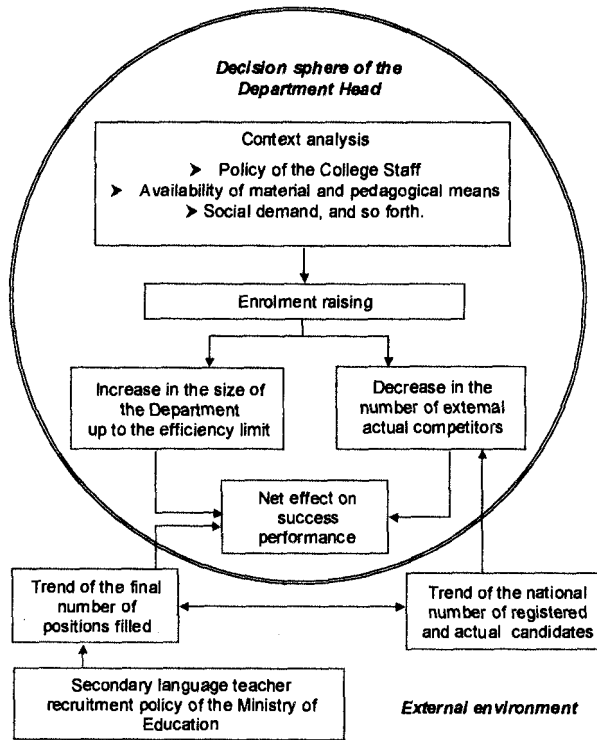 Decision sphere of the
Department Head
Context analysis
➤ Policy of the College Staff
➤ Availability of material and pedagogical means
➤ Social demand, and so forth.
Enrolment raising
Increase in the size of
the Department
up to the efficiency limit
Decrease in the
number of external
actual competitors
Net effect on
success
performance
Trend of the final
number of
positions filled
Trend of the national
number of registered
and actual candidates
Secondary language teacher
recruitment policy of the Ministry of
Education
External environment